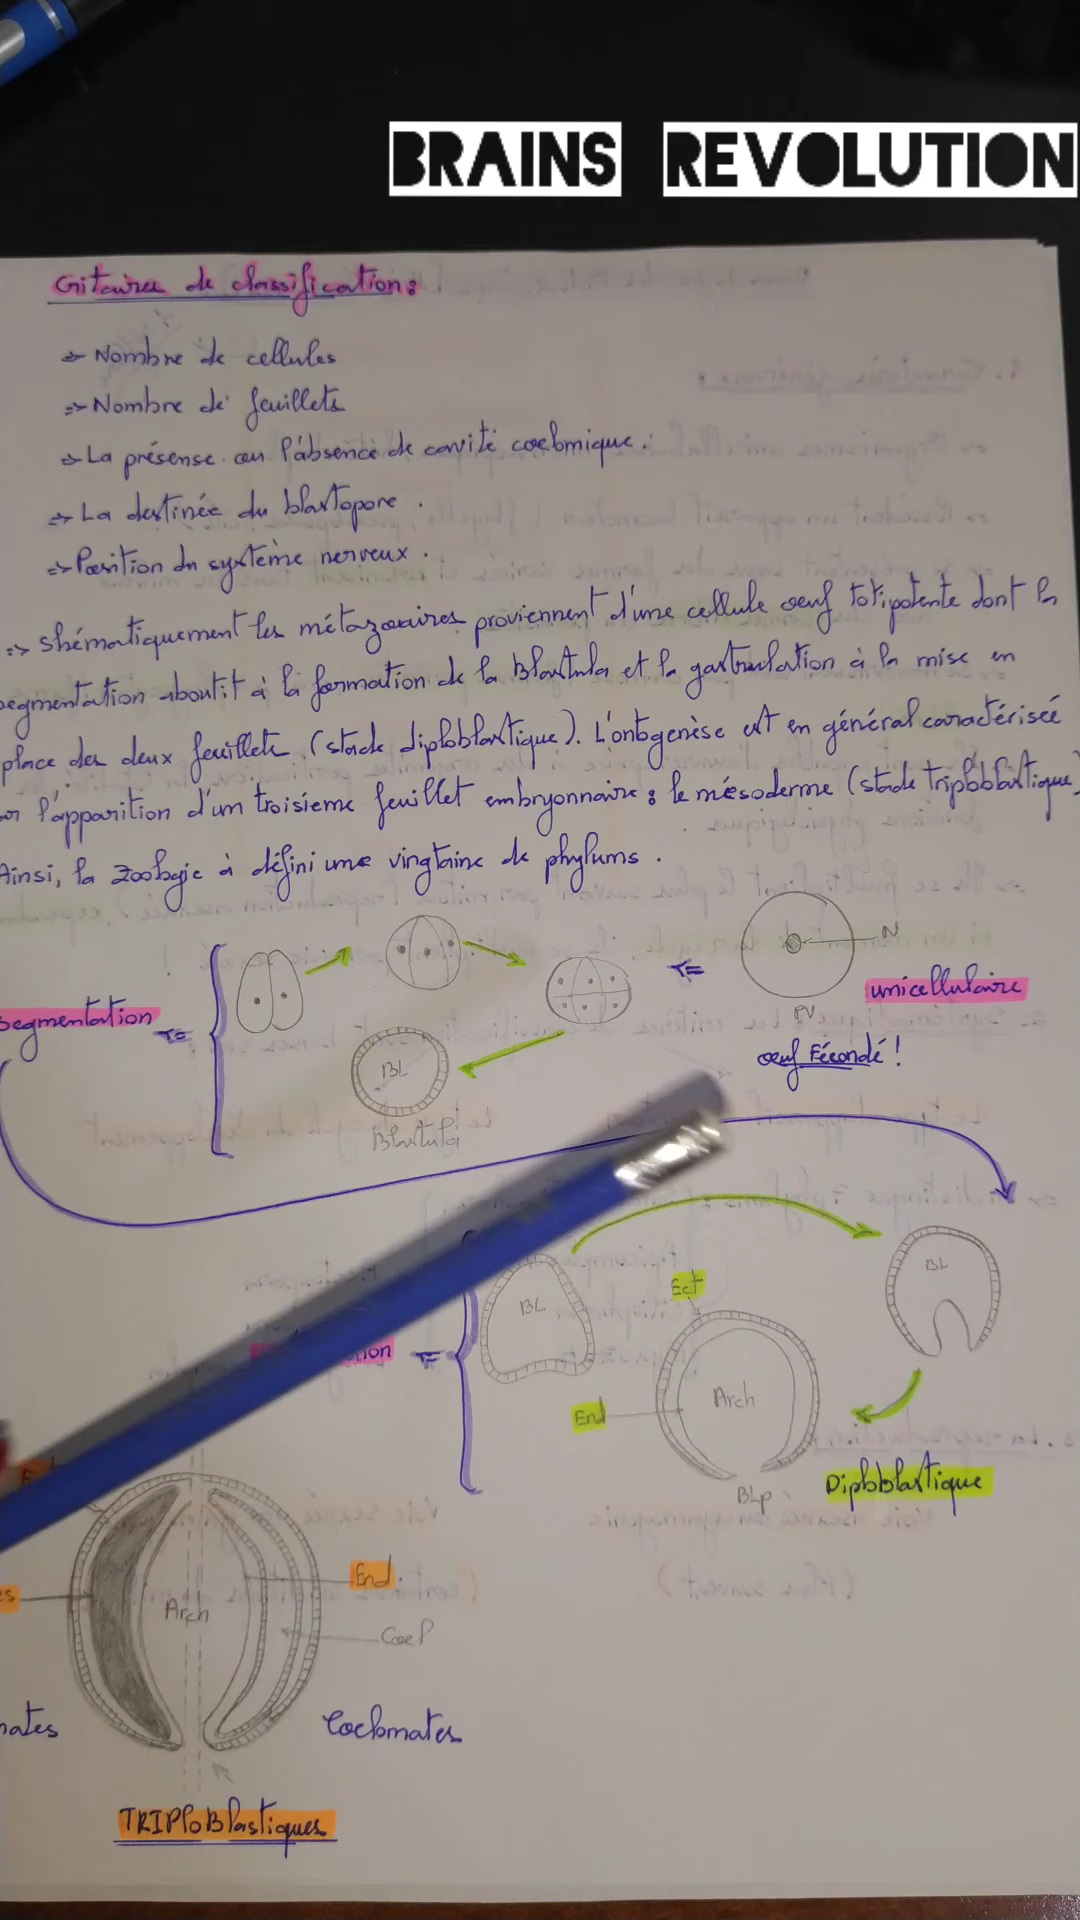 BRAINS REVOLUTION
Critaires de classification:
=> Nombre de cellules
=> Nombre de feuillets
=> La présense ou l'absence de cavité coelomique.
=> La destinée du blastopore.
=> Position du système nerveux.
=> Shématiquement les métazoaires proviennent d'une cellule oeuf totipotente dont la
segmentation aboutit à la formation de la Blastula et la gastrulation à la mise en
place des deux feuillets (stade diploblastique). L'ontogenèse est en général caractérisée
l'apparition d'un troisieme feuillet embryonnaire: le mésoderme (stade triploblastique)
Ainsi, la zoologie à défini une vingtaine de phylums.
N
unicellulaire
segmentation
oeuf Fécondé!
BL
Blastula
BL
BL
Ect
ion
Arch
End
BLp
Diploblastique
End
Arch
Coel
ates
Coelomates
TRIPloBlastiques